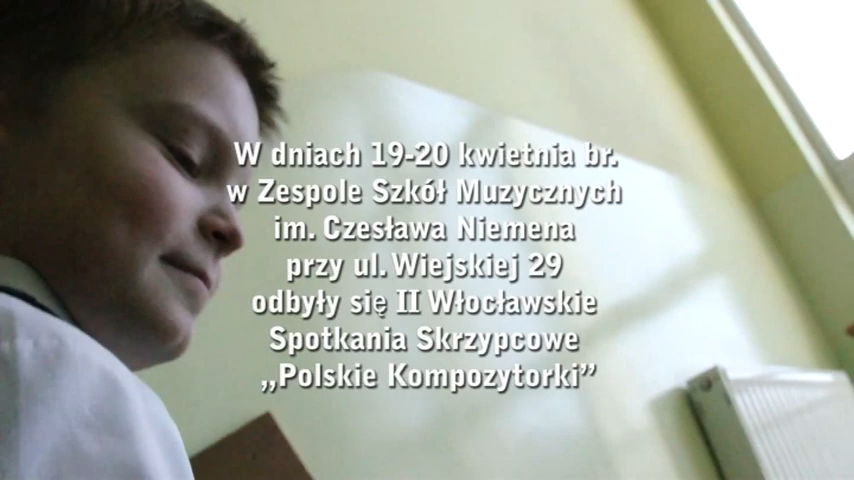 W dniach 19-20 kwietnia br.
w Zespole Szkół Muzycznych
im. Czesława Niemena
przy ul. Wiejskiej 29
odbyły się II Włocławskie
Spotkania Skrzypcowe
„Polskie Kompozytorki”